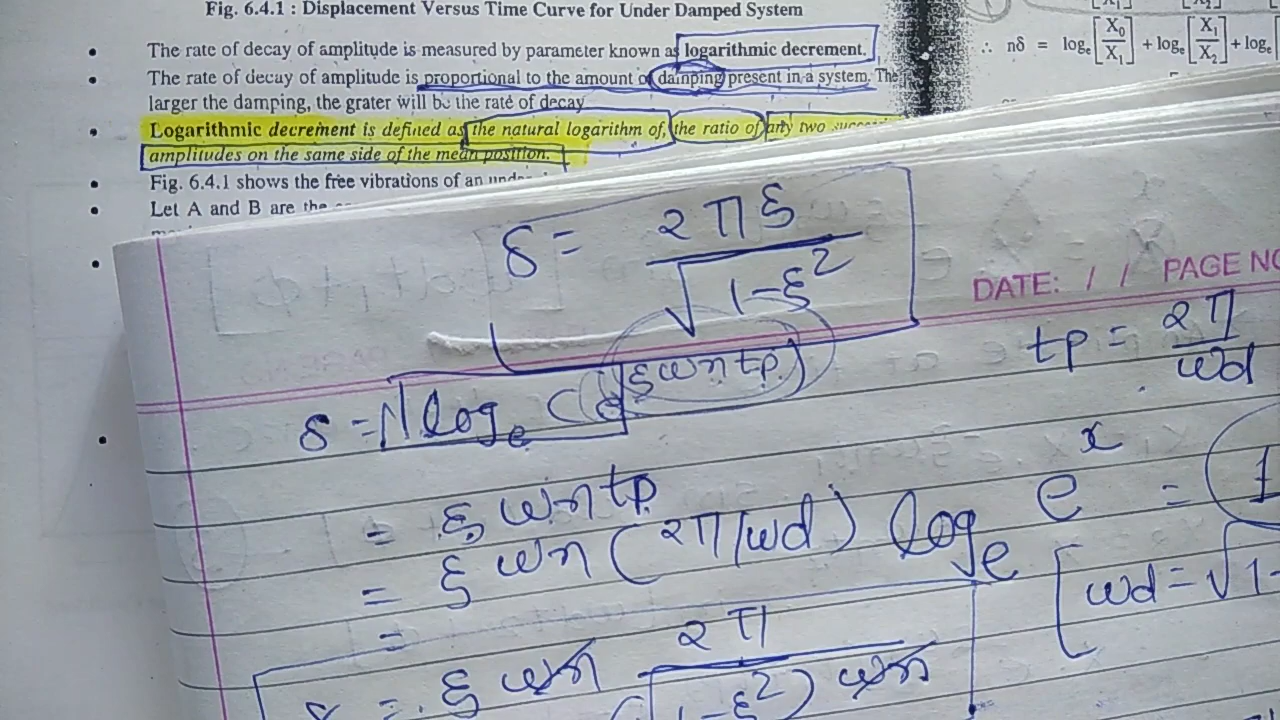 Fig. 6.4.1 : Displacement Versus Time Curve for Under Damped System
• The rate of decay of amplitude is measured by parameter known as logarithmic decrement.
• The rate of decay of amplitude is proportional to the amount of damping present in a system. The
larger the damping, the grater will be the rate of decay
• Logarithmic decrement is defined as the natural logarithm of, the ratio of any two
amplitudes on the same side of the mean position.
• Fig. 6.4.1 shows the free vibrations of an
• Let A and B are the
∴ nδ = logₑ [X₀/X₁] + logₑ [X₁/X₂] + logₑ
δ = 2πξ / √(1-ξ²)
DATE: / / PAGE NO
tp = 2π/ωd
δ = logₑ (e^(ξωntp))
= ξωntp
= ξωn(2π/ωd)
logₑ e^x = 1
[ωd = √1-
=
δ = ξωn 2π / (√1-ξ²) ωn